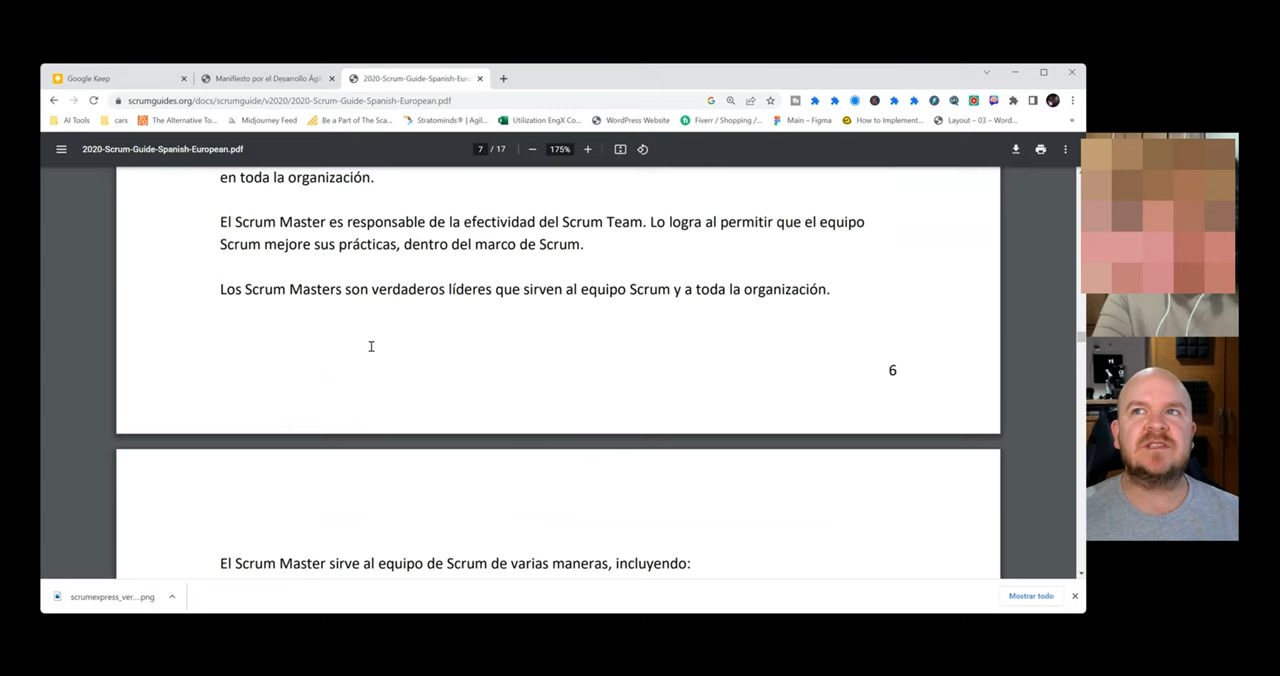 Google Keep
Manifiesto por el Desarrollo Ágil
2020-Scrum-Guide-Spanish-Euro
scrumguides.org/docs/scrumguide/v2020/2020-Scrum-Guide-Spanish-European.pdf
AI Tools
cars
The Alternative To...
Midjourney Feed
Be a Part Of The Sca...
Stratominds® | Agil...
Utilization EngX Co...
WordPress Website
Fiverr / Shopping /...
Main – Figma
How to Implement...
Layout – 03 – Word...
2020-Scrum-Guide-Spanish-European.pdf
7 / 17
175%
en toda la organización.
El Scrum Master es responsable de la efectividad del Scrum Team. Lo logra al permitir que el equipo
Scrum mejore sus prácticas, dentro del marco de Scrum.
Los Scrum Masters son verdaderos líderes que sirven al equipo Scrum y a toda la organización.
6
El Scrum Master sirve al equipo de Scrum de varias maneras, incluyendo:
scrumexpress_ver....png
Mostrar todo